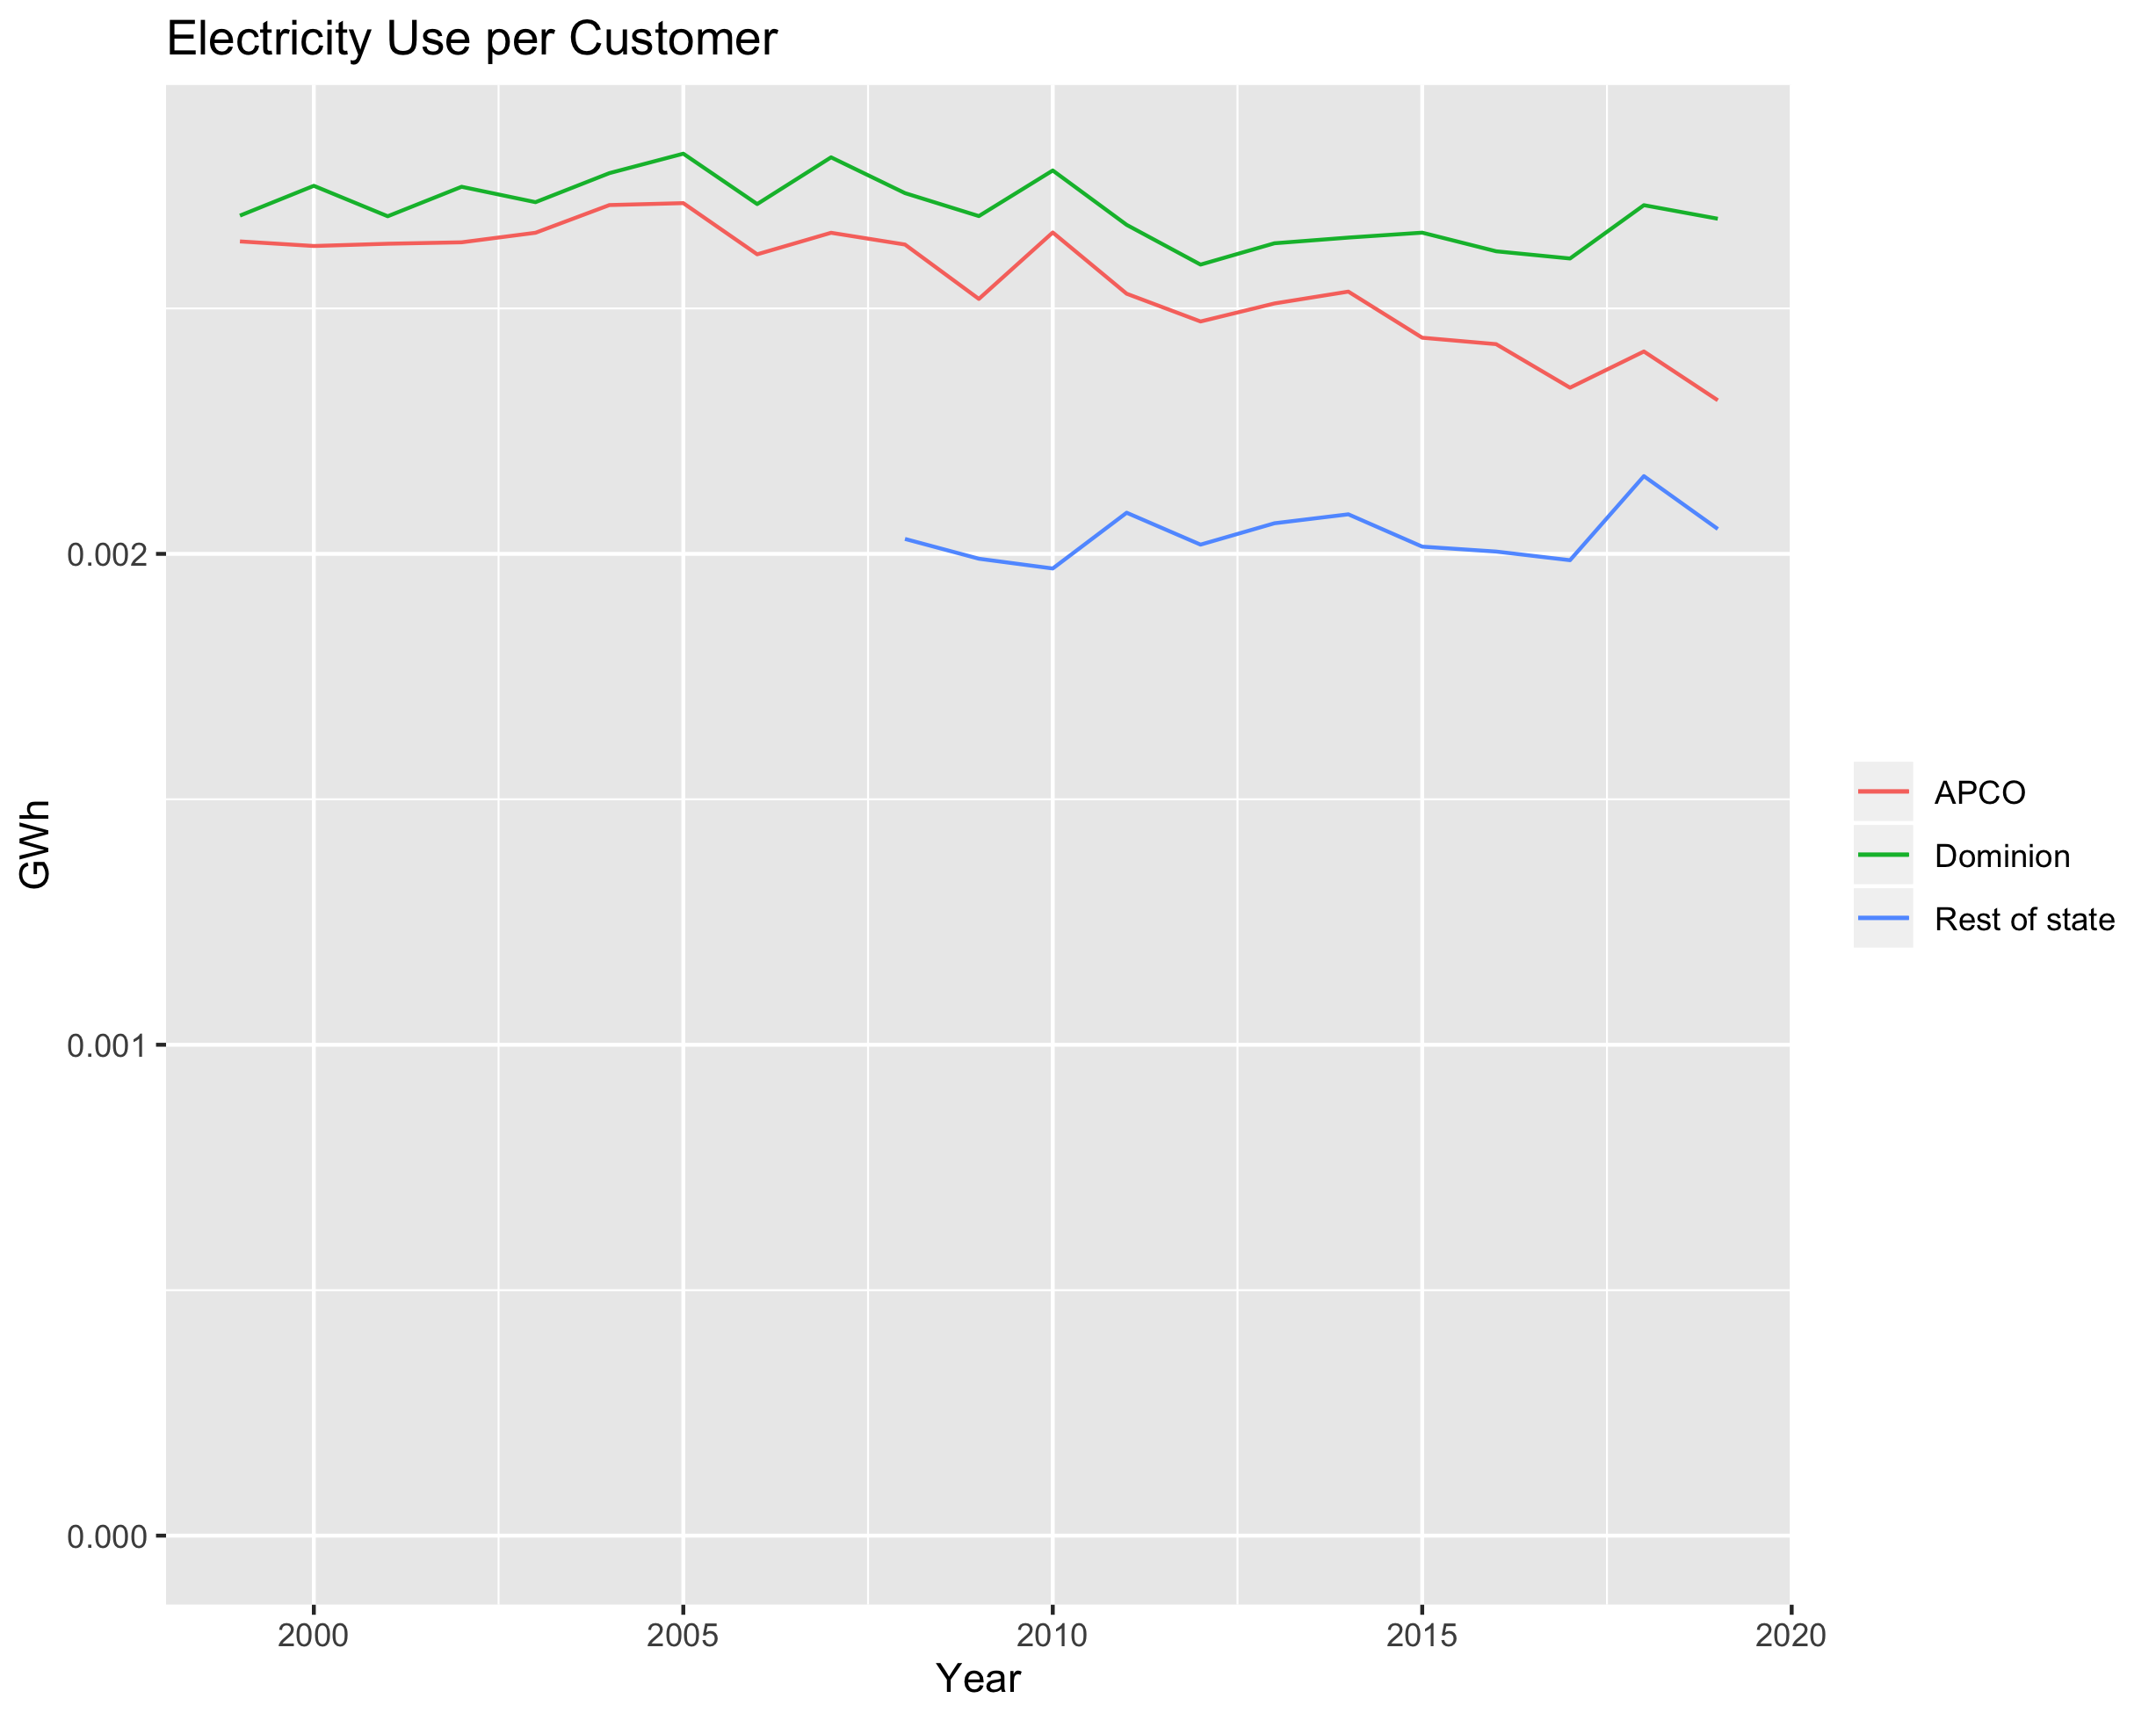 Electricity Use per Customer
GWh
0.002
0.001
0.000
2000 2005 2010 2015 2020
Year
APCO
Dominion
Rest of state